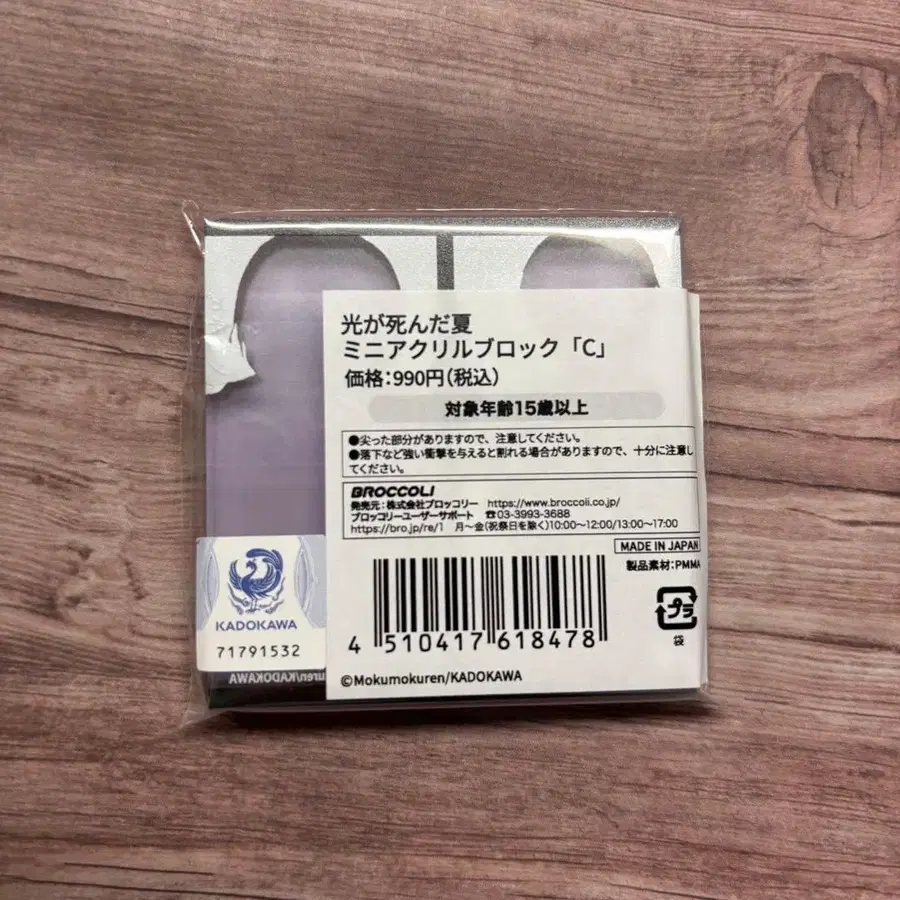 光が死んだ夏
ミニアクリルブロック「C」
価格:990円(税込)
対象年齢15歳以上
●尖った部分がありますので、注意してください。
●落下など強い衝撃を与えると割れる場合がありますので、十分に注意し
てください。
BROCCOLI
発売元:株式会社ブロッコリー https://www.broccoli.co.jp/
ブロッコリーユーザーサポート ☎03-3993-3688
https://bro.jp/re/1 月〜金(祝祭日を除く)10:00〜12:00/13:00〜17:00
MADE IN JAPAN
製品素材:PMMA
プラ
袋
4 510417 618478
©Mokumokuren/KADOKAWA
KADOKAWA
71791532
uren/KADOKAWA